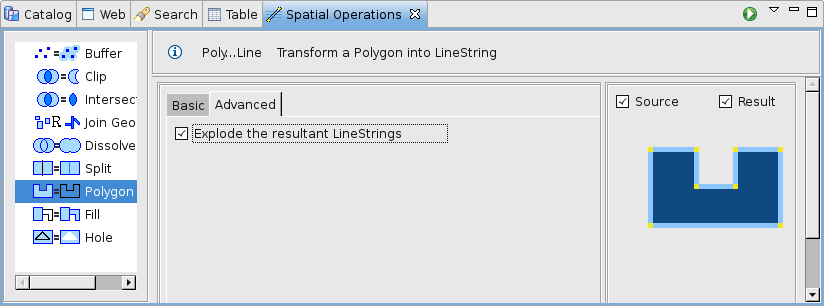 Catalog Web Search Table Spatial Operations
Buffer
Clip
Intersect
Join Geo
Dissolve
Split
Polygon
Fill
Hole
Poly...Line Transform a Polygon into LineString
Basic Advanced
Explode the resultant LineStrings
Source Result